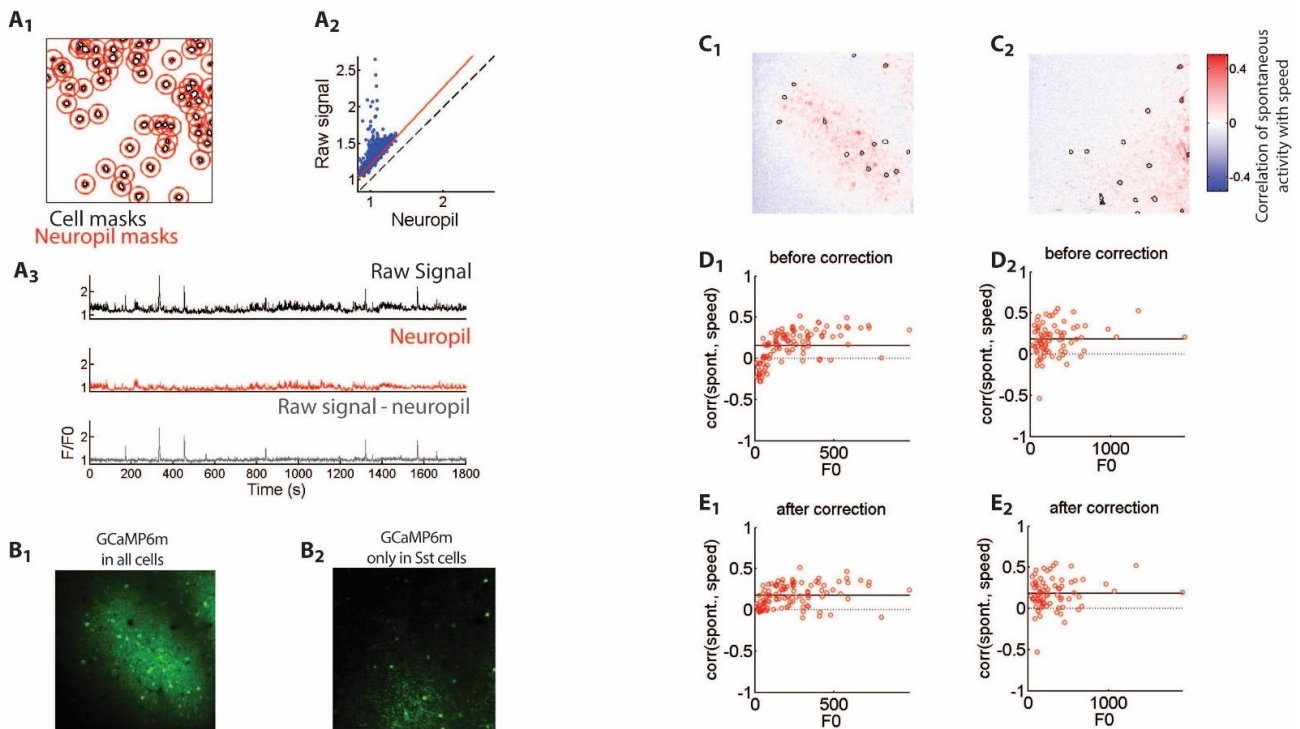 A1
Cell masks
Neuropil masks
A2
Raw signal
2.5
2
1.5
1
1
2
Neuropil
A3
Raw Signal
2
1
Neuropil
2
1
Raw signal - neuropil
F/F0
2
1
0 200 400 600 800 1000 1200 1400 1600 1800
Time (s)
B1
GCaMP6m
in all cells
B2
GCaMP6m
only in Sst cells
C1
C2
0.4
0
-0.4
Correlation of spontaneous
activity with speed
D1
before correction
corr(spont., speed)
1
0.5
0
-0.5
-1
0
500
F0
D2
before correction
corr(spont., speed)
1
0.5
0
-0.5
-1
0
1000
F0
E1
after correction
corr(spont., speed)
1
0.5
0
-0.5
-1
0
500
F0
E2
after correction
corr(spont., speed)
1
0.5
0
-0.5
-1
0
1000
F0